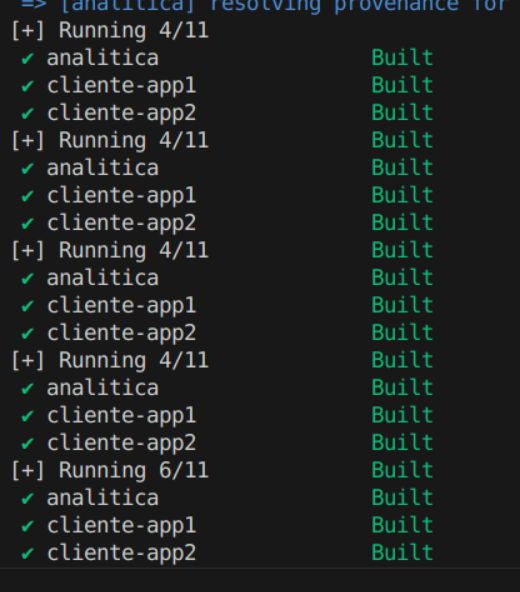 => [analitica] resolving provenance for
[+] Running 4/11
✔ analitica Built
✔ cliente-app1 Built
✔ cliente-app2 Built
[+] Running 4/11 Built
✔ analitica Built
✔ cliente-app1 Built
✔ cliente-app2 Built
[+] Running 4/11 Built
✔ analitica Built
✔ cliente-app1 Built
✔ cliente-app2 Built
[+] Running 4/11 Built
✔ analitica Built
✔ cliente-app1 Built
✔ cliente-app2 Built
[+] Running 6/11 Built
✔ analitica Built
✔ cliente-app1 Built
✔ cliente-app2 Built